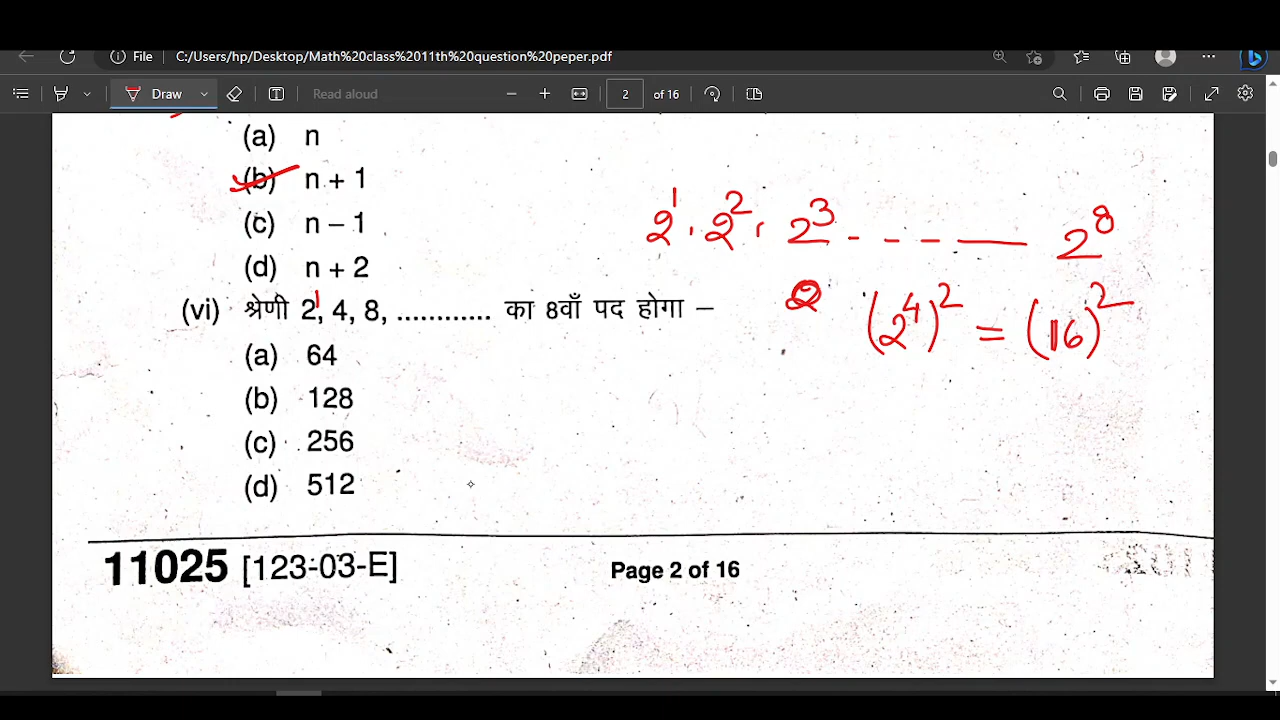 File C:/Users/hp/Desktop/Math%20class%2011th%20question%20peper.pdf
Draw Read aloud 2 of 16
(a) n
(b) n + 1
(c) n – 1
(d) n + 2
2¹, 2², 2³ - - - - —— 2⁸
(vi) श्रेणी 2, 4, 8, ............ का 8वाँ पद होगा –
(2⁴)² = (16)²
(a) 64
(b) 128
(c) 256
(d) 512
11025 [123-03-E] Page 2 of 16